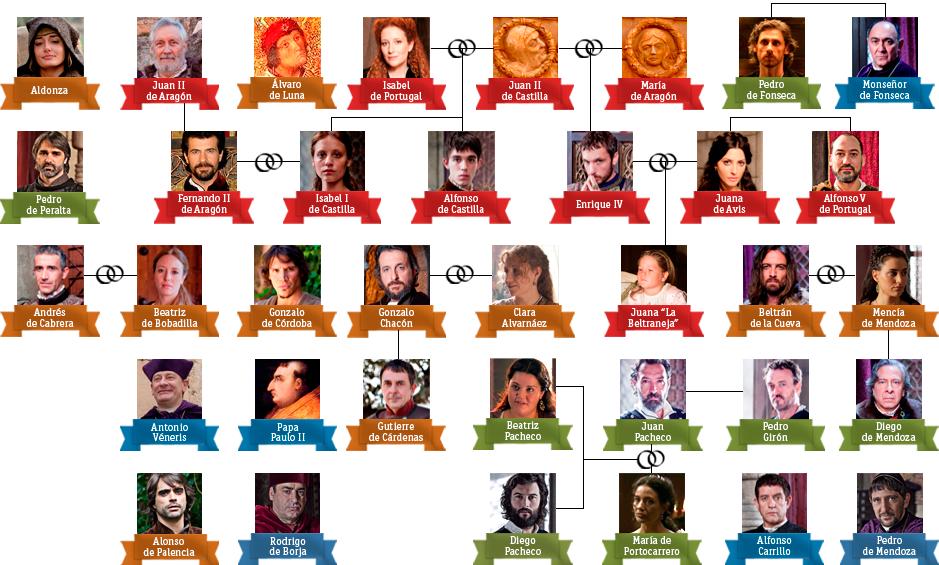 Aldonza
Juan II
de Aragón
Álvaro
de Luna
Isabel
de Portugal
Juan II
de Castilla
María
de Aragón
Pedro
de Fonseca
Monseñor
de Fonseca
Pedro
de Peralta
Fernando II
de Aragón
Isabel I
de Castilla
Alfonso
de Castilla
Enrique IV
Juana
de Avis
Alfonso V
de Portugal
Andrés
de Cabrera
Beatriz
de Bobadilla
Gonzalo
de Córdoba
Gonzalo
Chacón
Clara
Alvarnáez
Juana "La
Beltraneja"
Beltrán
de la Cueva
Mencía
de Mendoza
Antonio
Véneris
Papa
Paulo II
Gutierre
de Cárdenas
Beatriz
Pacheco
Juan
Pacheco
Pedro
Girón
Diego
de Mendoza
Alonso
de Palencia
Rodrigo
de Borja
Diego
Pacheco
María de
Portocarrero
Alfonso
Carrillo
Pedro
de Mendoza